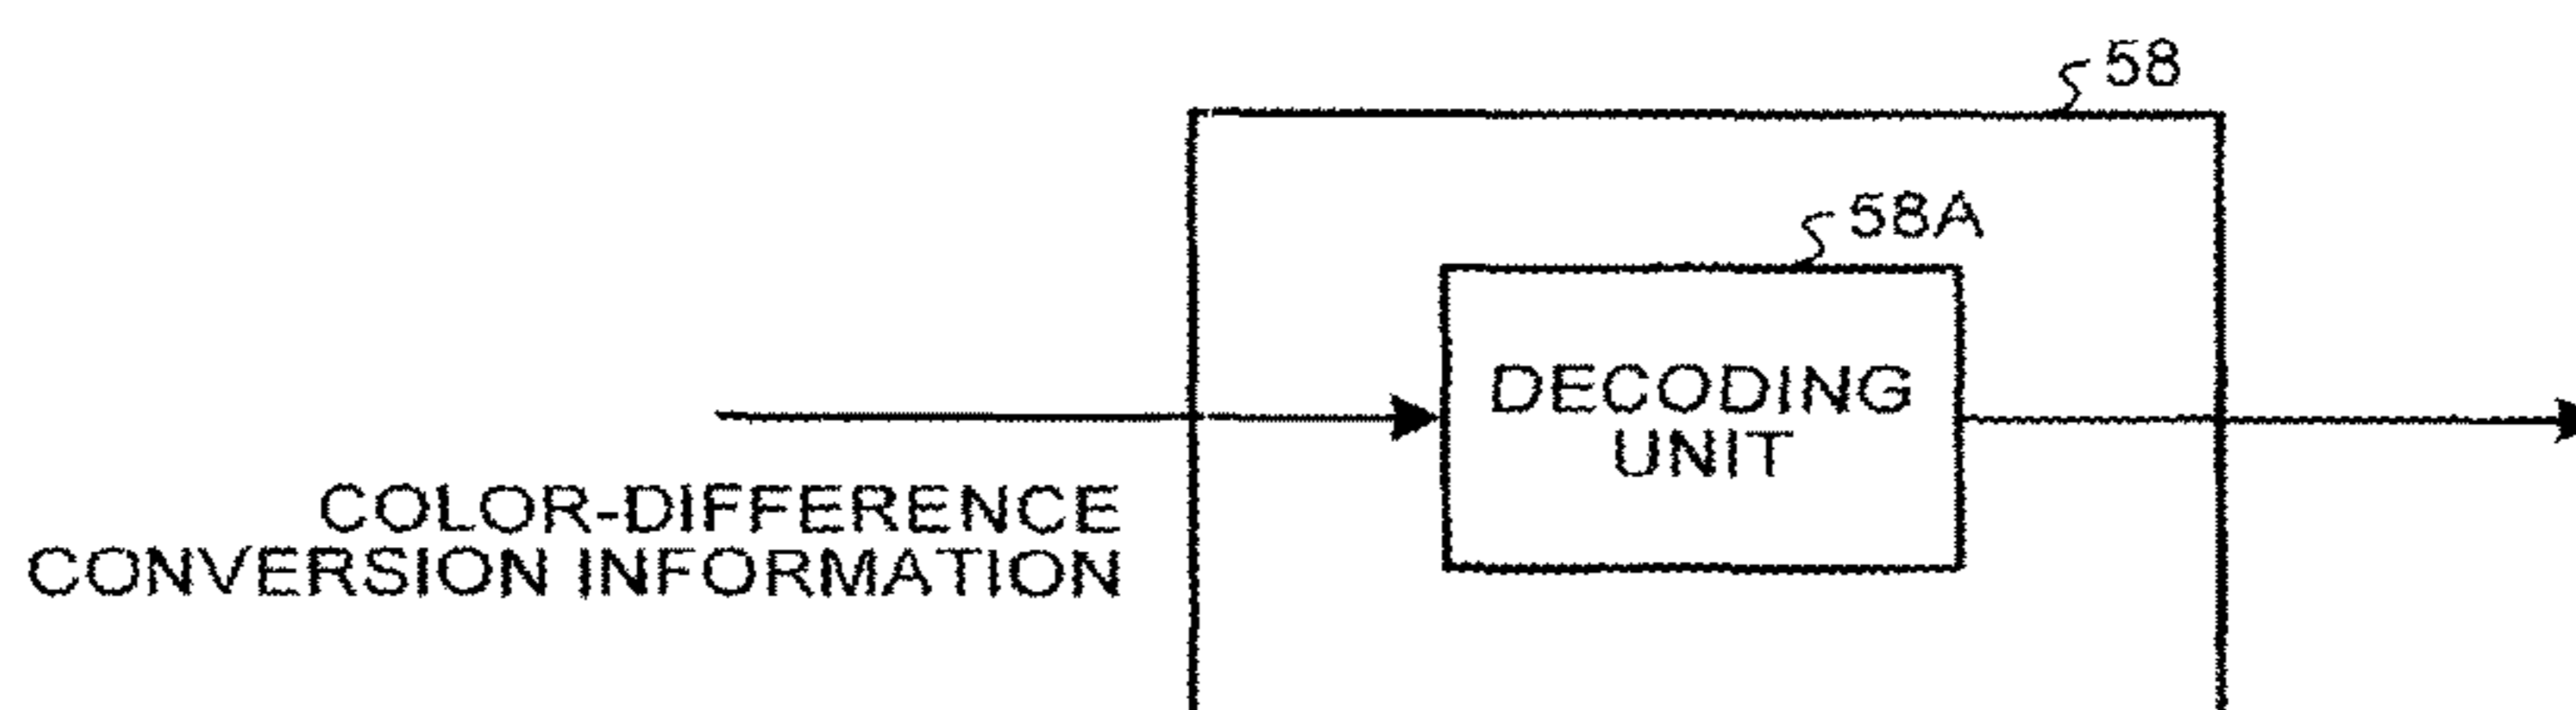 58
58A
DECODING
UNIT
COLOR-DIFFERENCE
CONVERSION INFORMATION